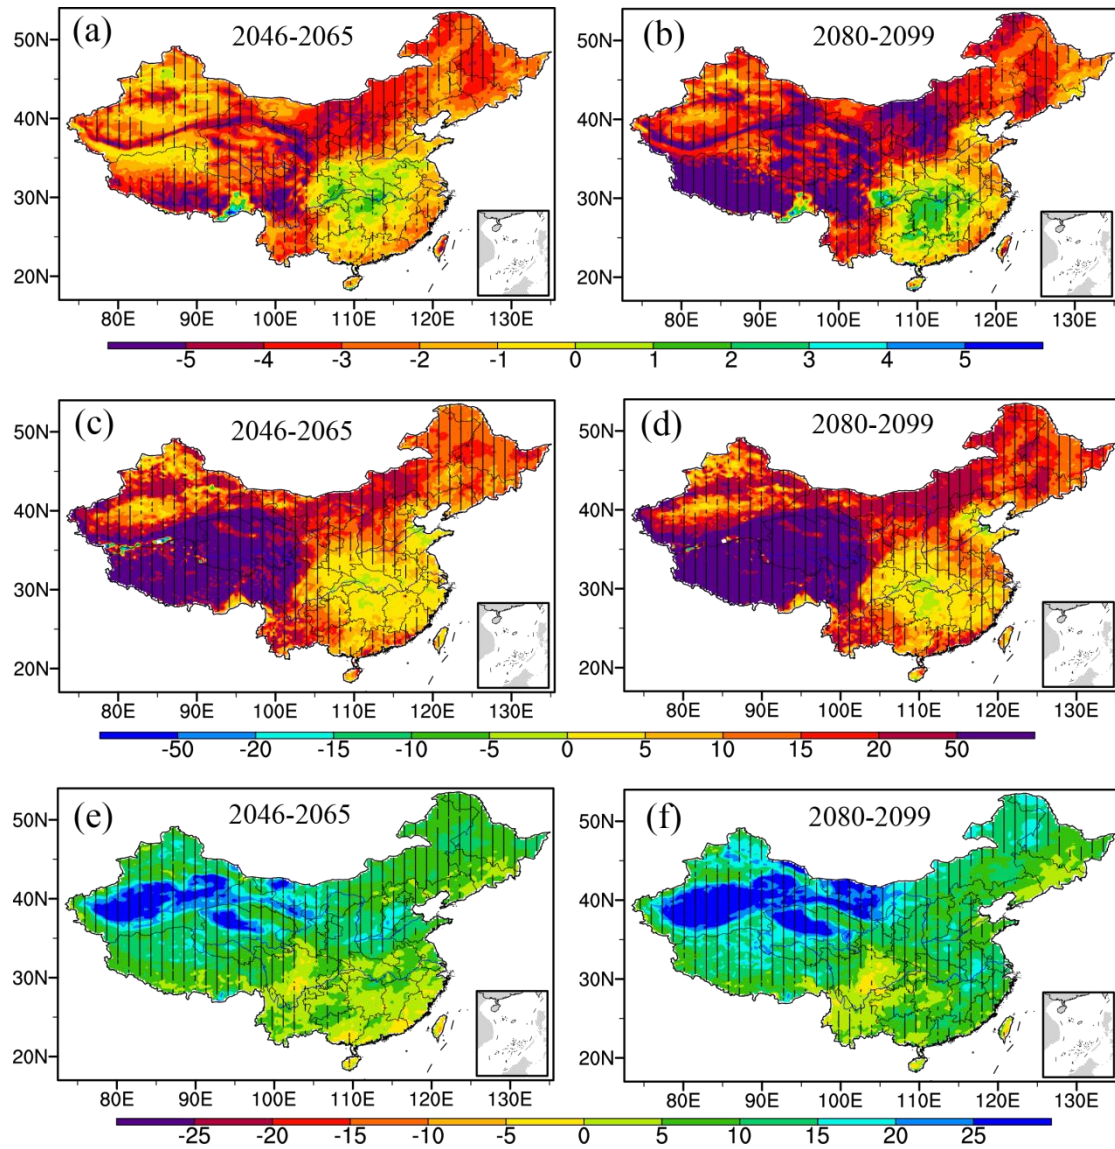 (a) 2046-2065
(b) 2080-2099
50N
40N
30N
20N
50N
40N
30N
20N
80E 90E 100E 110E 120E 130E
80E 90E 100E 110E 120E 130E
-5 -4 -3 -2 -1 0 1 2 3 4 5
(c) 2046-2065
(d) 2080-2099
50N
40N
30N
20N
50N
40N
30N
20N
80E 90E 100E 110E 120E 130E
80E 90E 100E 110E 120E 130E
-50 -20 -15 -10 -5 0 5 10 15 20 50
(e) 2046-2065
(f) 2080-2099
50N
40N
30N
20N
50N
40N
30N
20N
80E 90E 100E 110E 120E 130E
80E 90E 100E 110E 120E 130E
-25 -20 -15 -10 -5 0 5 10 15 20 25